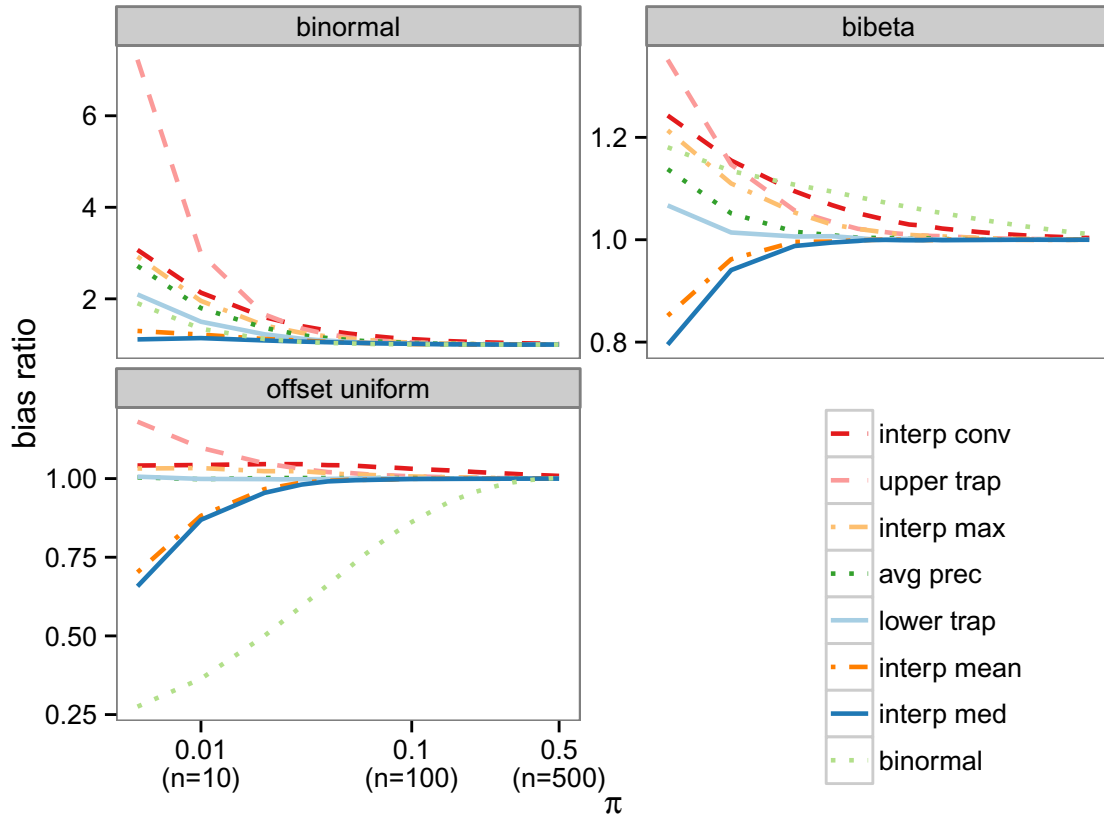 binormal
bibeta
6
4
2
1.2
1.0
0.8
bias ratio
offset uniform
1.00
0.75
0.50
0.25
0.01
(n=10)
0.1
(n=100)
0.5
(n=500)
π
interp conv
upper trap
interp max
avg prec
lower trap
interp mean
interp med
binormal